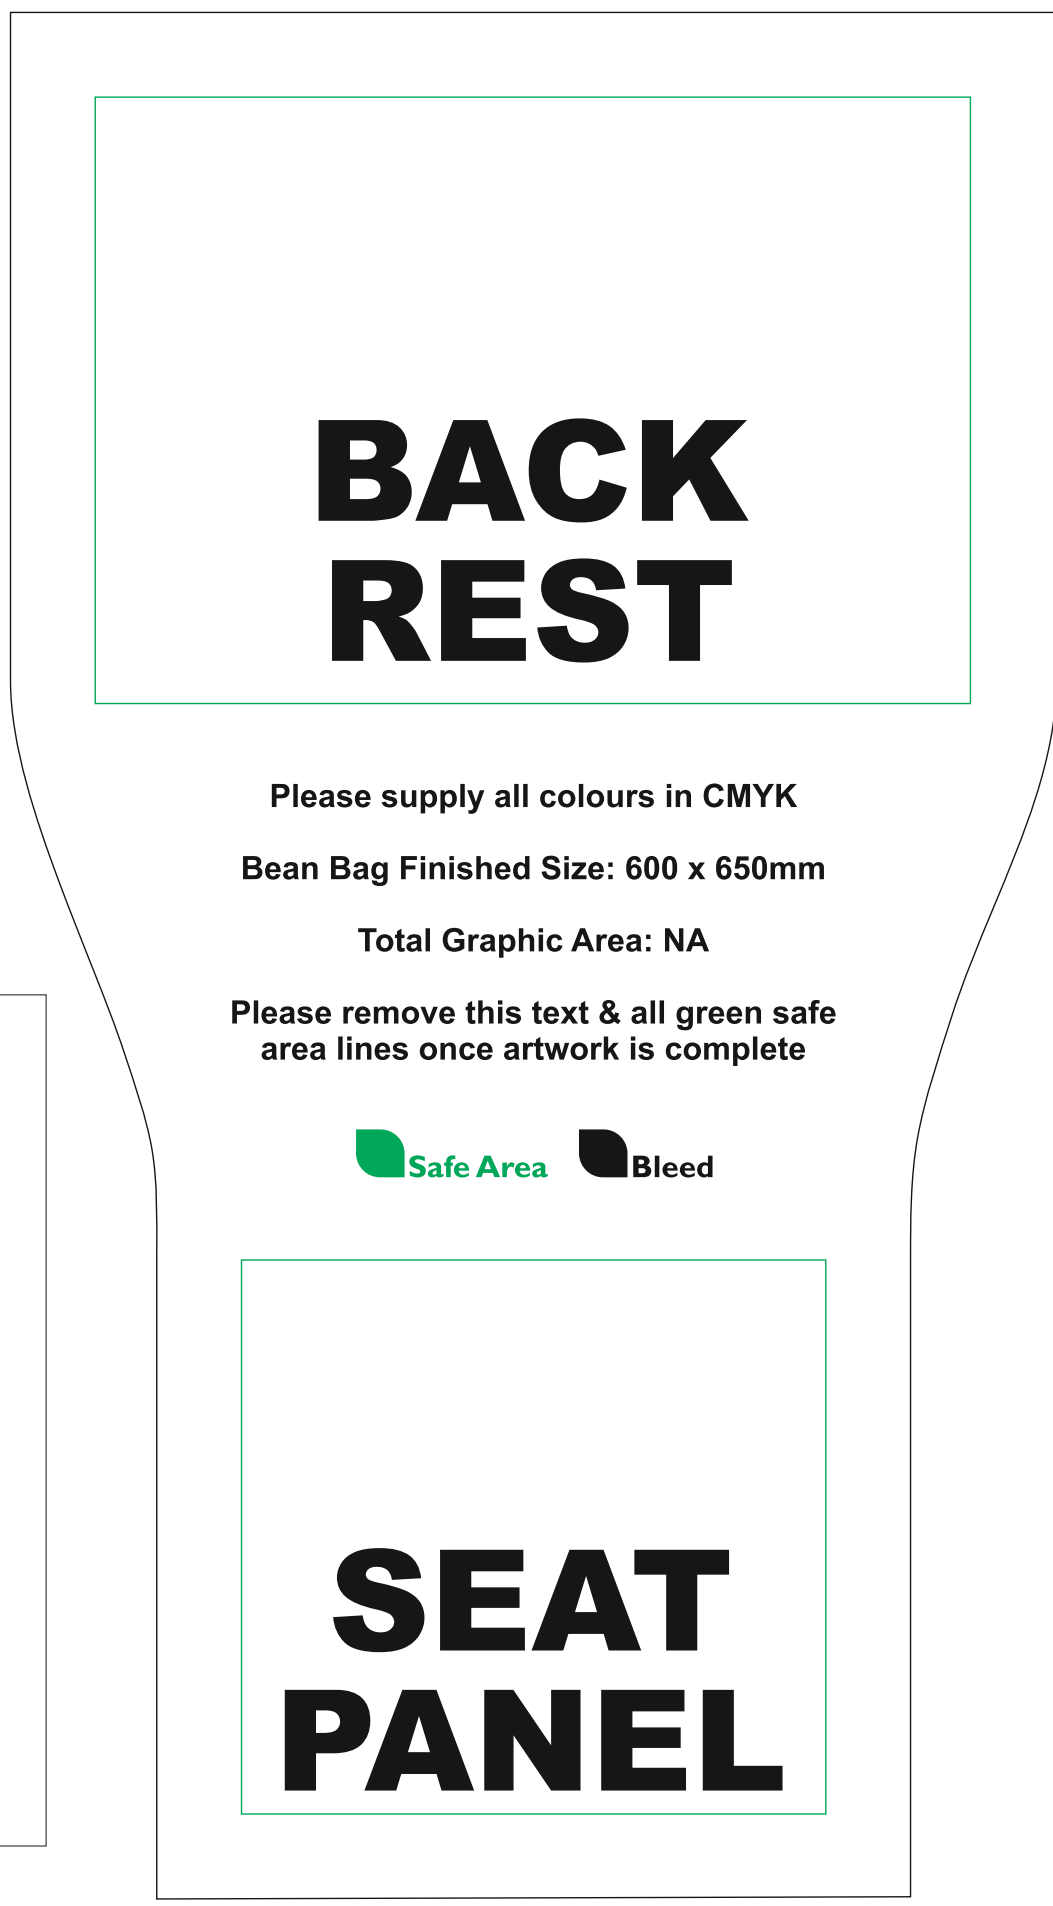 BACK
REST
Please supply all colours in CMYK
Bean Bag Finished Size: 600 x 650mm
Total Graphic Area: NA
Please remove this text & all green safe
area lines once artwork is complete
Safe Area Bleed
SEAT
PANEL